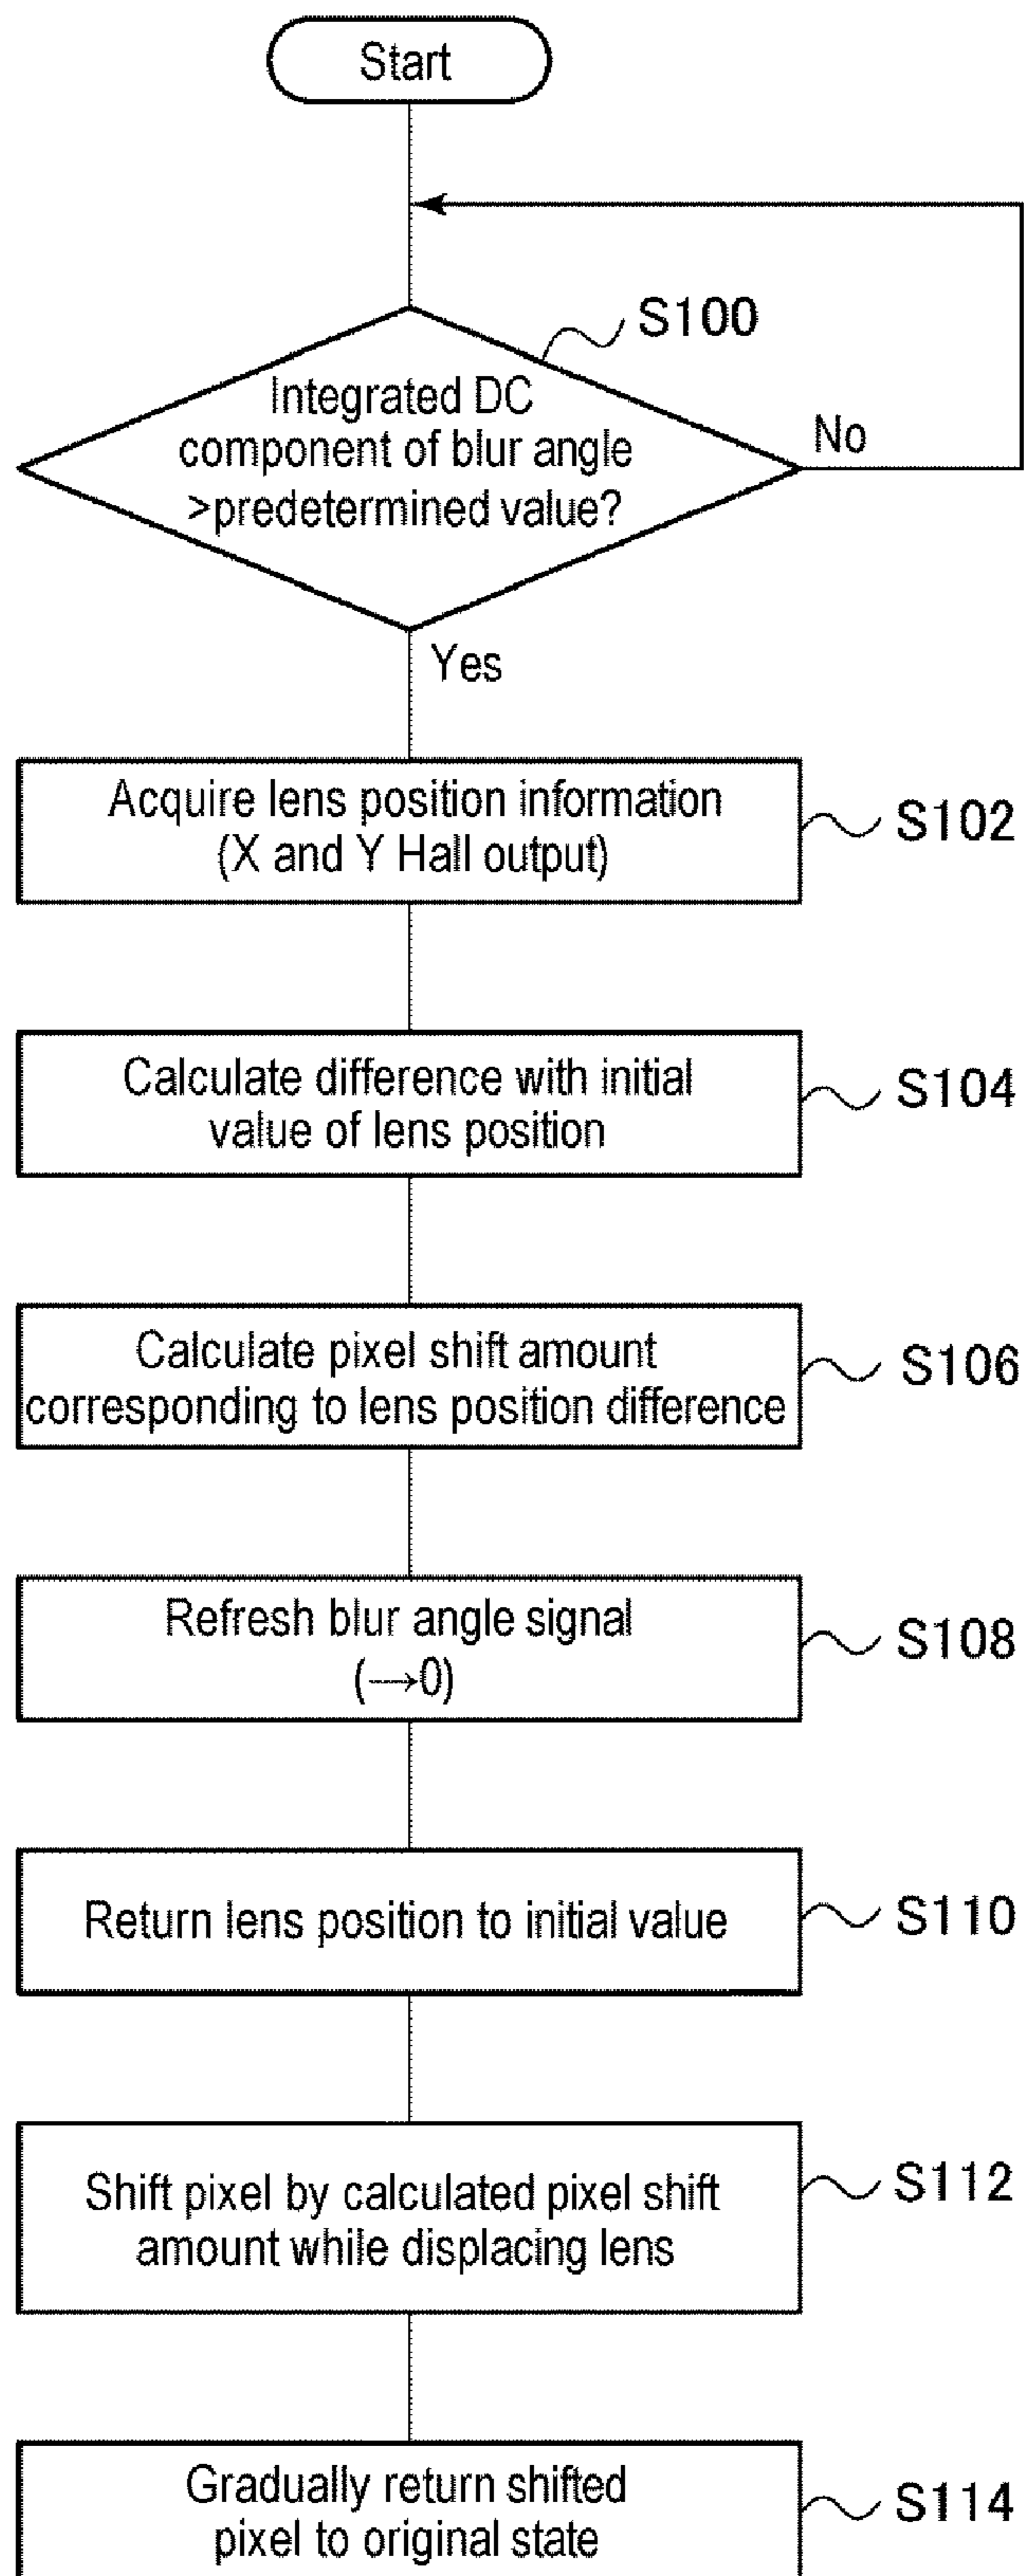 Start
S100
Integrated DC
component of blur angle
>predetermined value?
No
Yes
Acquire lens position information
(X and Y Hall output)
S102
Calculate difference with initial
value of lens position
S104
Calculate pixel shift amount
corresponding to lens position difference
S106
Refresh blur angle signal
(→0)
S108
Return lens position to initial value
S110
Shift pixel by calculated pixel shift
amount while displacing lens
S112
Gradually return shifted
pixel to original state
S114